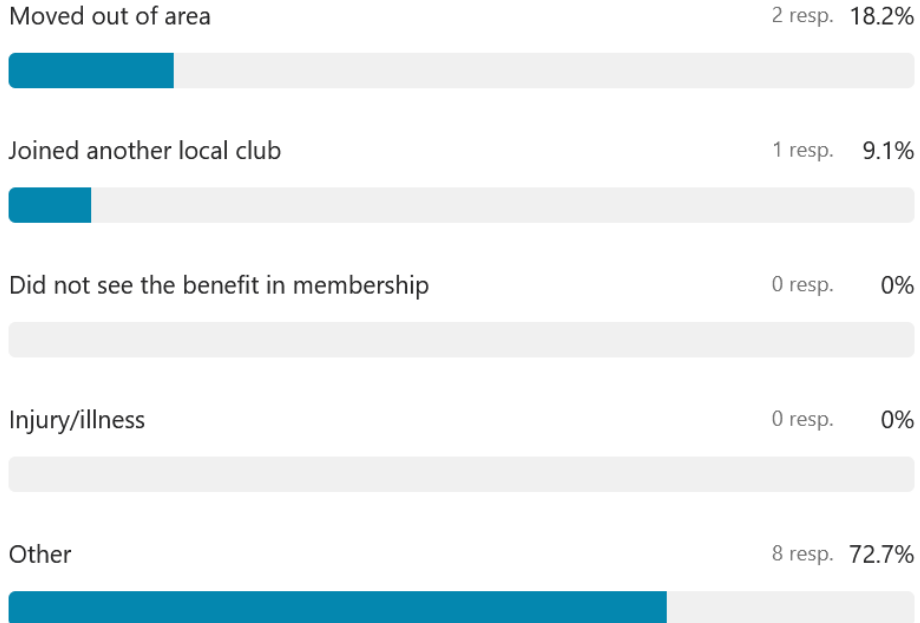 Moved out of area 2 resp. 18.2%
Joined another local club 1 resp. 9.1%
Did not see the benefit in membership 0 resp. 0%
Injury/illness 0 resp. 0%
Other 8 resp. 72.7%